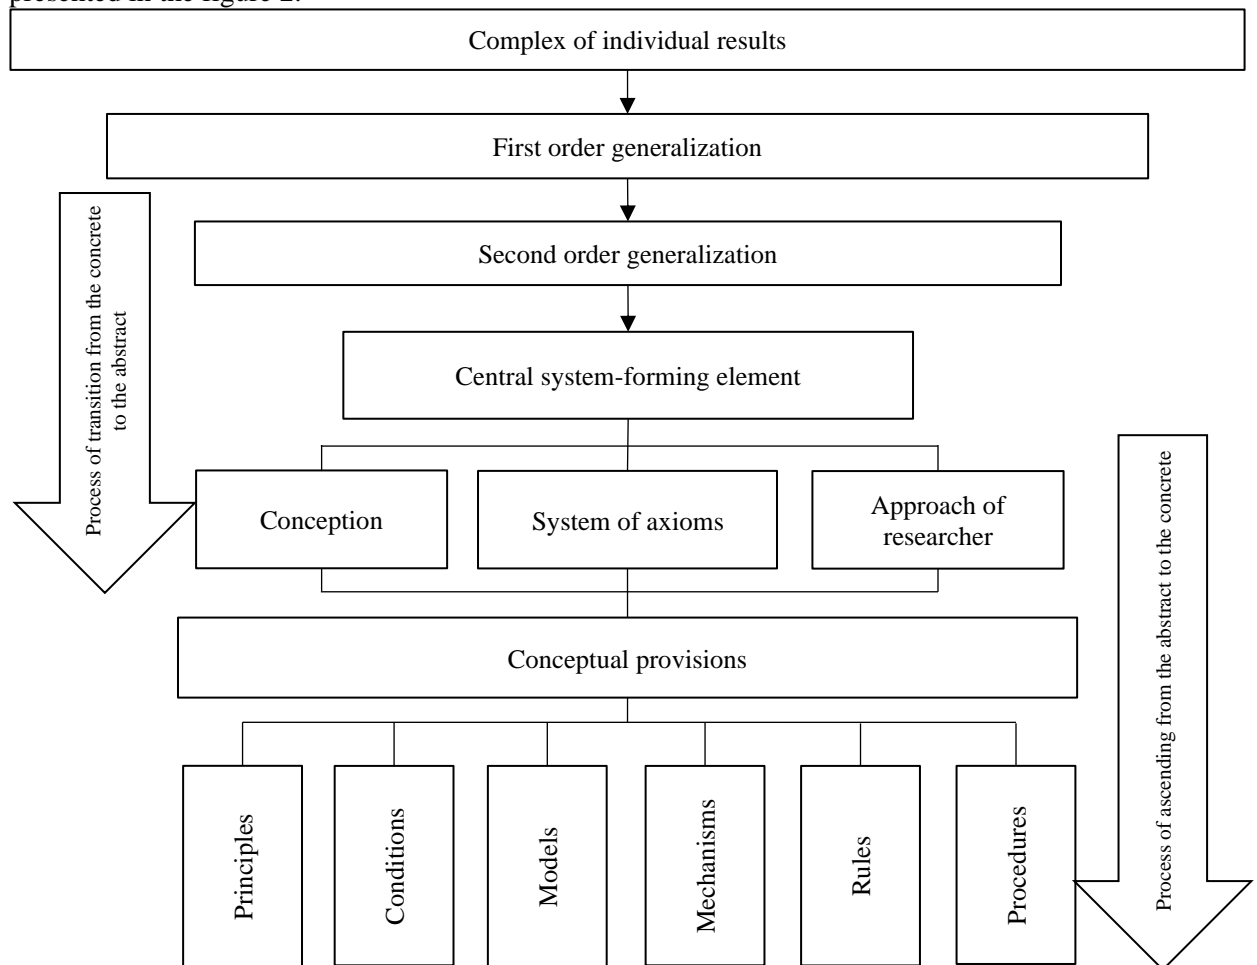 presented in the figure 2.
Complex of individual results
First order generalization
Second order generalization
Central system-forming element
Process of transition from the concrete
to the abstract
Conception
System of axioms
Approach of
researcher
Process of ascending from the abstract to the concrete
Conceptual provisions
Principles
Conditions
Models
Mechanisms
Rules
Procedures